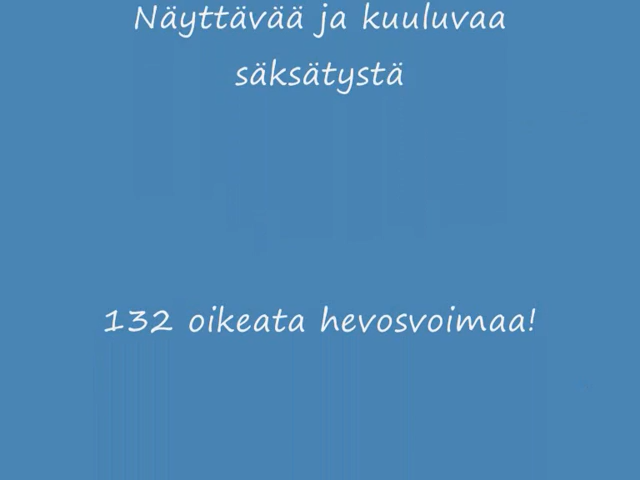 Näyttävää ja kuuluvaa
säksätystä
132 oikeata hevosvoimaa!